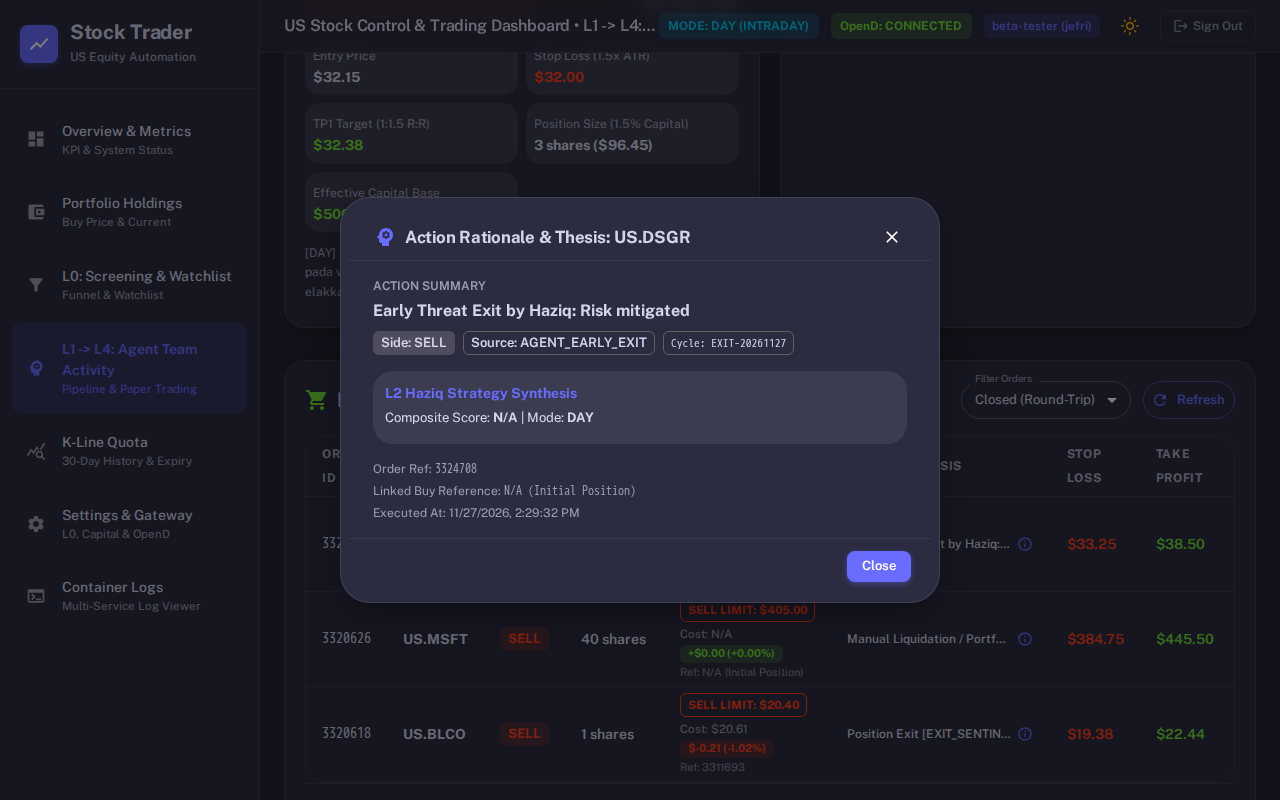 Stock Trader
US Equity Automation
US Stock Control & Trading Dashboard • L1 -> L4:...
MODE: DAY (INTRADAY)
OpenD: CONNECTED
beta-tester (jefri)
Sign Out
Overview & Metrics
KPI & System Status
Portfolio Holdings
Buy Price & Current
L0: Screening & Watchlist
Funnel & Watchlist
L1 -> L4: Agent Team
Activity
Pipeline & Paper Trading
K-Line Quota
30-Day History & Expiry
Settings & Gateway
L0, Capital & OpenD
Container Logs
Multi-Service Log Viewer
Entry Price
$32.15
Stop Loss (1.5x ATR)
$32.00
TP1 Target (1:1.5 R:R)
$32.38
Position Size (1.5% Capital)
3 shares ($96.45)
Effective Capital Base
[DAY]
pada
Action Rationale & Thesis: US.DSGR
ACTION SUMMARY
Early Threat Exit by Haziq: Risk mitigated
Side: SELL
Source: AGENT_EARLY_EXIT
Cycle: EXIT-20261127
L2 Haziq Strategy Synthesis
Composite Score: N/A | Mode: DAY
Order Ref: 3324708
Linked Buy Reference: N/A (Initial Position)
Executed At: 11/27/2026, 2:29:32 PM
Close
Filter Orders
Closed (Round-Trip)
Refresh
ID
STOP
LOSS
TAKE
PROFIT
t by Haziq:...
$33.25
$38.50
3320626
US.MSFT
SELL
40 shares
SELL LIMIT: $405.00
Cost: N/A
+$0.00 (+0.00%)
Ref: N/A (Initial Position)
Manual Liquidation / Portf...
$384.75
$445.50
3320618
US.BLCO
SELL
1 shares
SELL LIMIT: $20.40
Cost: $20.61
$-0.21 (-1.02%)
Ref: 3311693
Position Exit [EXIT_SENTIN...
$19.38
$22.44